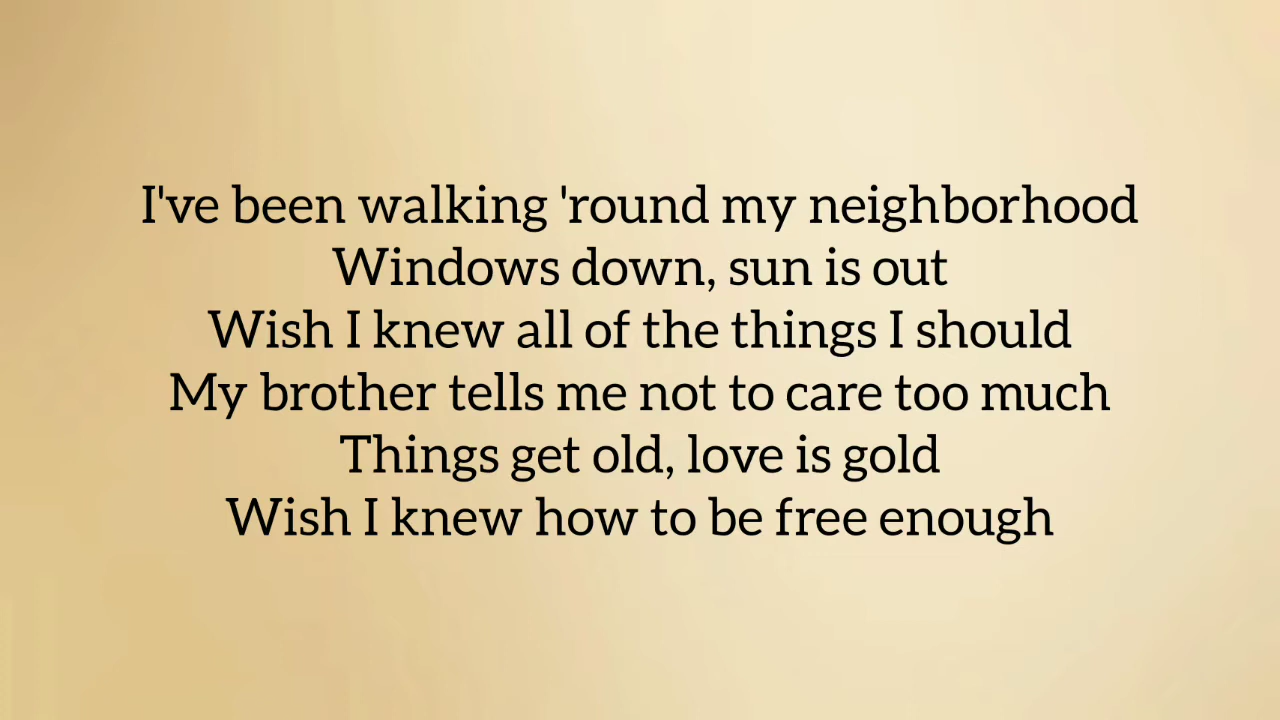 I've been walking 'round my neighborhood
Windows down, sun is out
Wish I knew all of the things I should
My brother tells me not to care too much
Things get old, love is gold
Wish I knew how to be free enough